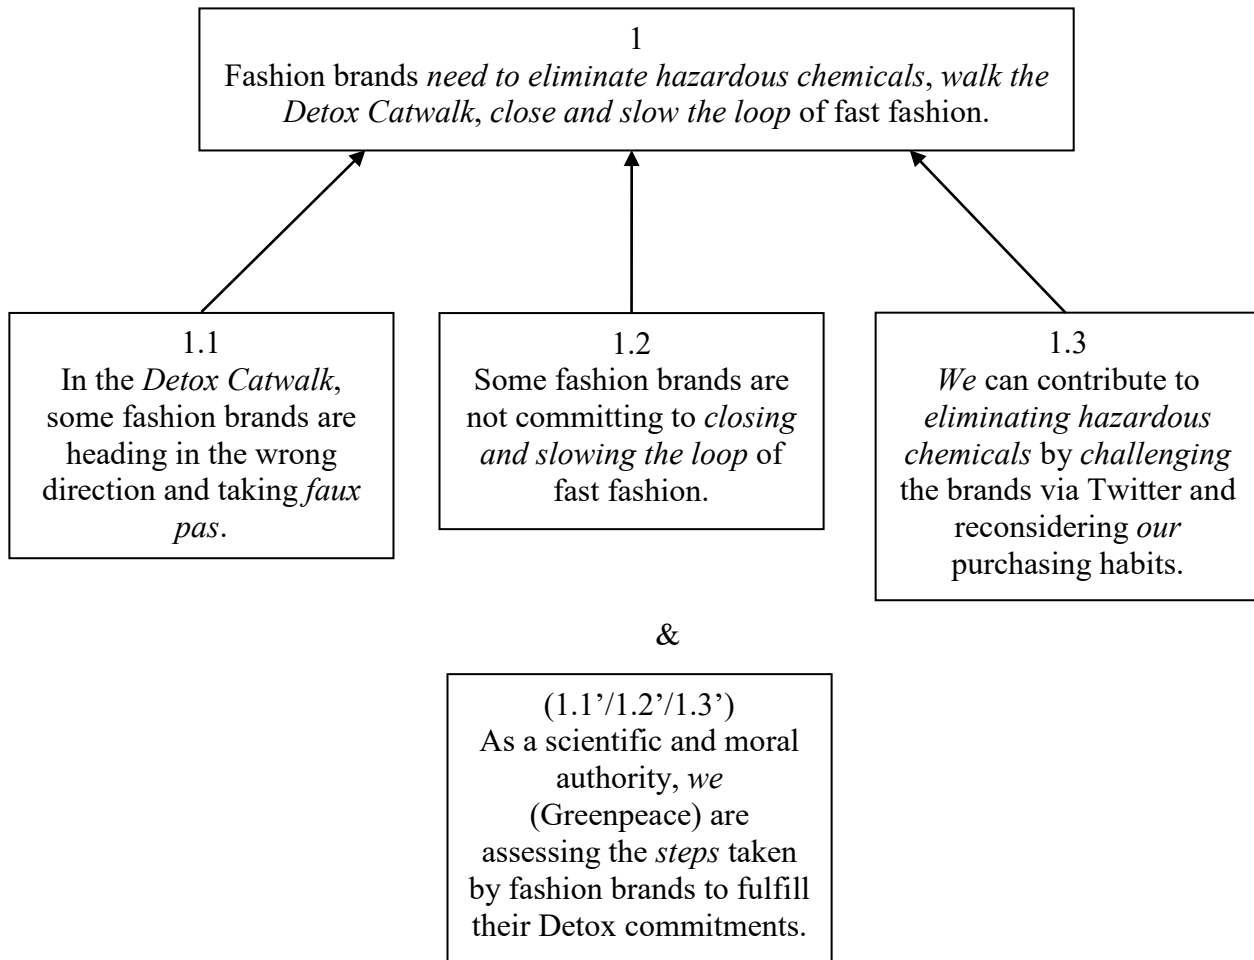 1
Fashion brands need to eliminate hazardous chemicals, walk the
Detox Catwalk, close and slow the loop of fast fashion.
1.1
In the Detox Catwalk,
some fashion brands are
heading in the wrong
direction and taking faux
pas.
1.2
Some fashion brands are
not committing to closing
and slowing the loop of
fast fashion.
1.3
We can contribute to
eliminating hazardous
chemicals by challenging
the brands via Twitter and
reconsidering our
purchasing habits.
&
(1.1’/1.2’/1.3’)
As a scientific and moral
authority, we
(Greenpeace) are
assessing the steps taken
by fashion brands to fulfill
their Detox commitments.